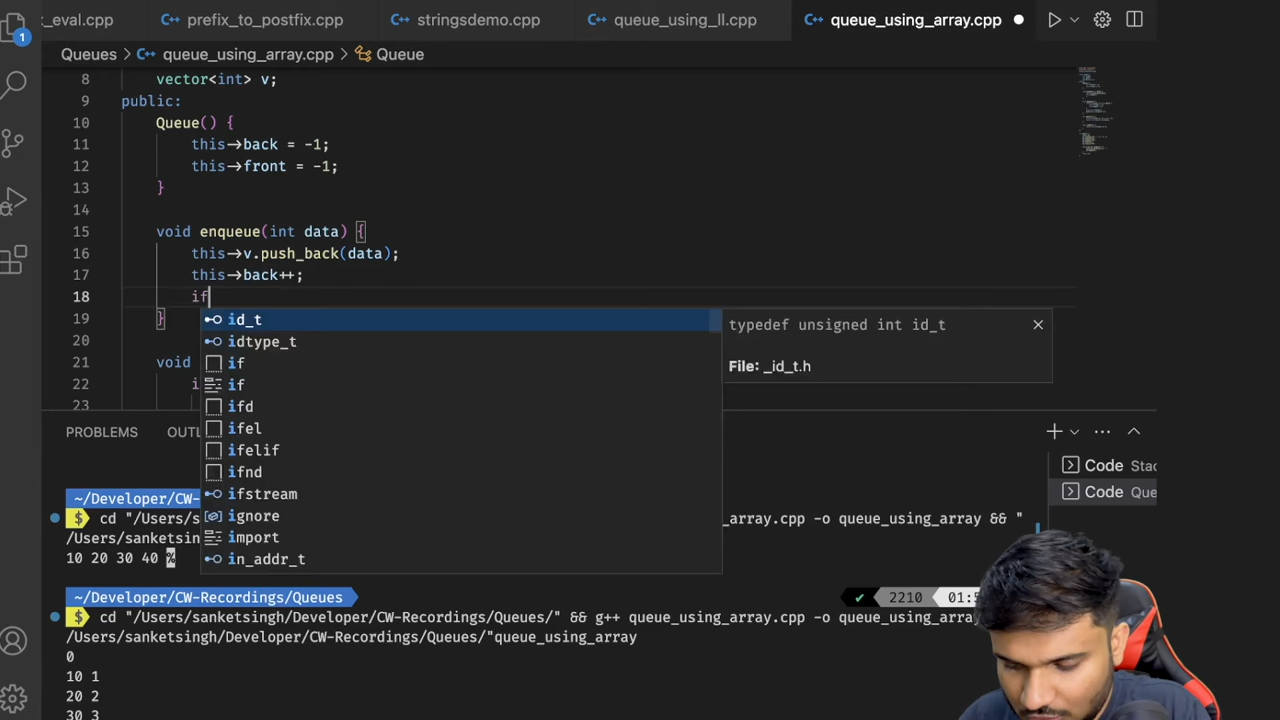 k_eval.cpp prefix_to_postfix.cpp stringsdemo.cpp queue_using_ll.cpp queue_using_array.cpp
1
Queues > queue_using_array.cpp > Queue
8 vector<int> v;
9 public:
10 Queue() {
11 this->back = -1;
12 this->front = -1;
13 }
14
15 void enqueue(int data) {
16 this->v.push_back(data);
17 this->back++;
18 if
19 }
20
21 void
22 i
23
id_t
idtype_t
if
if
ifd
ifel
ifelif
ifnd
ifstream
ignore
import
in_addr_t
typedef unsigned int id_t
File: _id_t.h
PROBLEMS OUTL
Code Stac
Code Que
~/Developer/CW-
$ cd "/Users/s _array.cpp -o queue_using_array && "
/Users/sanketsin
10 20 30 40 %
~/Developer/CW-Recordings/Queues 2210 01:5
$ cd "/Users/sanketsingh/Developer/CW-Recordings/Queues/" && g++ queue_using_array.cpp -o queue_using_array
/Users/sanketsingh/Developer/CW-Recordings/Queues/"queue_using_array
0
10 1
20 2
30 3